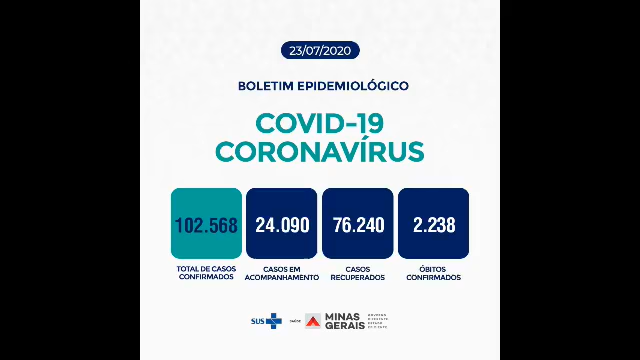 23/07/2020
BOLETIM EPIDEMIOLÓGICO
COVID-19
CORONAVÍRUS
102.568
24.090
76.240
2.238
TOTAL DE CASOS
CONFIRMADOS
CASOS EM
ACOMPANHAMENTO
CASOS
RECUPERADOS
ÓBITOS
CONFIRMADOS
SUS
SAÚDE
MINAS
GERAIS